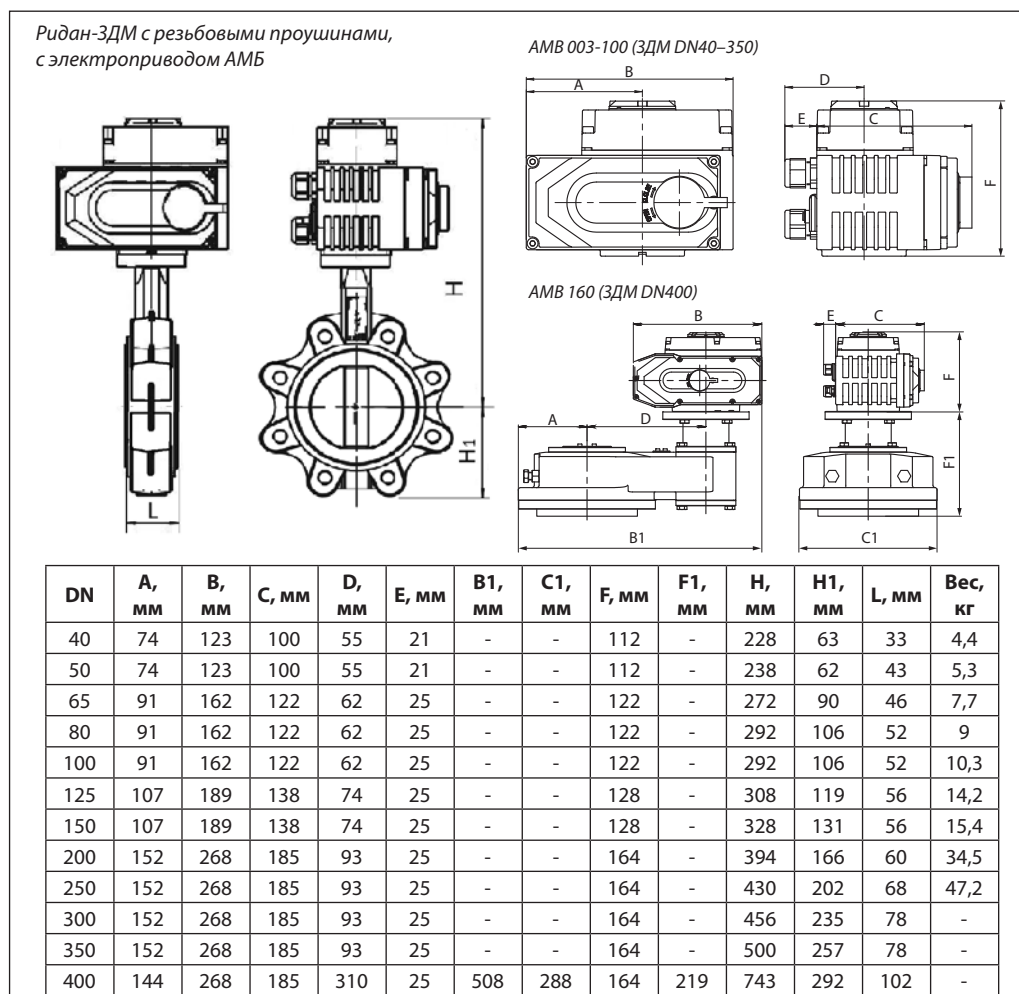 Ридан-ЗДМ с резьбовыми проушинами,
с электроприводом АМБ
АМВ 003-100 (ЗДМ DN40–350)
B
A
D
E
C
F
H
H1
L
АМВ 160 (ЗДМ DN400)
B
E
C
F
A
D
F1
B1
C1
DN A, мм B, мм C, мм D, мм E, мм B1, мм C1, мм F, мм F1, мм H, мм H1, мм L, мм Вес, кг
40 74 123 100 55 21 - - 112 - 228 63 33 4,4
50 74 123 100 55 21 - - 112 - 238 62 43 5,3
65 91 162 122 62 25 - - 122 - 272 90 46 7,7
80 91 162 122 62 25 - - 122 - 292 106 52 9
100 91 162 122 62 25 - - 122 - 292 106 52 10,3
125 107 189 138 74 25 - - 128 - 308 119 56 14,2
150 107 189 138 74 25 - - 128 - 328 131 56 15,4
200 152 268 185 93 25 - - 164 - 394 166 60 34,5
250 152 268 185 93 25 - - 164 - 430 202 68 47,2
300 152 268 185 93 25 - - 164 - 456 235 78 -
350 152 268 185 93 25 - - 164 - 500 257 78 -
400 144 268 185 310 25 508 288 164 219 743 292 102 -